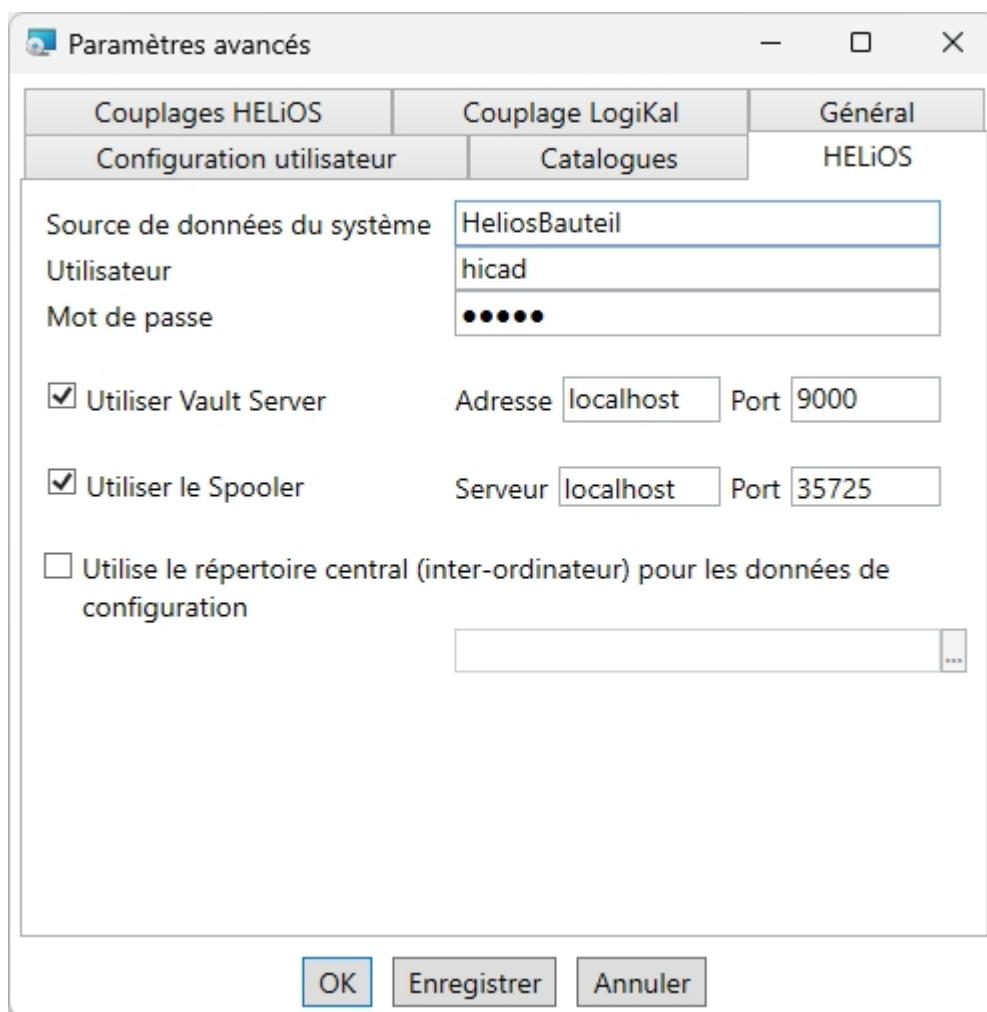 Paramètres avancés
Couplages HELiOS Couplage LogiKal Général
Configuration utilisateur Catalogues HELiOS
Source de données du système HeliosBauteil
Utilisateur hicad
Mot de passe ●●●●●
Utiliser Vault Server Adresse localhost Port 9000
Utiliser le Spooler Serveur localhost Port 35725
Utilise le répertoire central (inter-ordinateur) pour les données de
configuration
...
OK Enregistrer Annuler